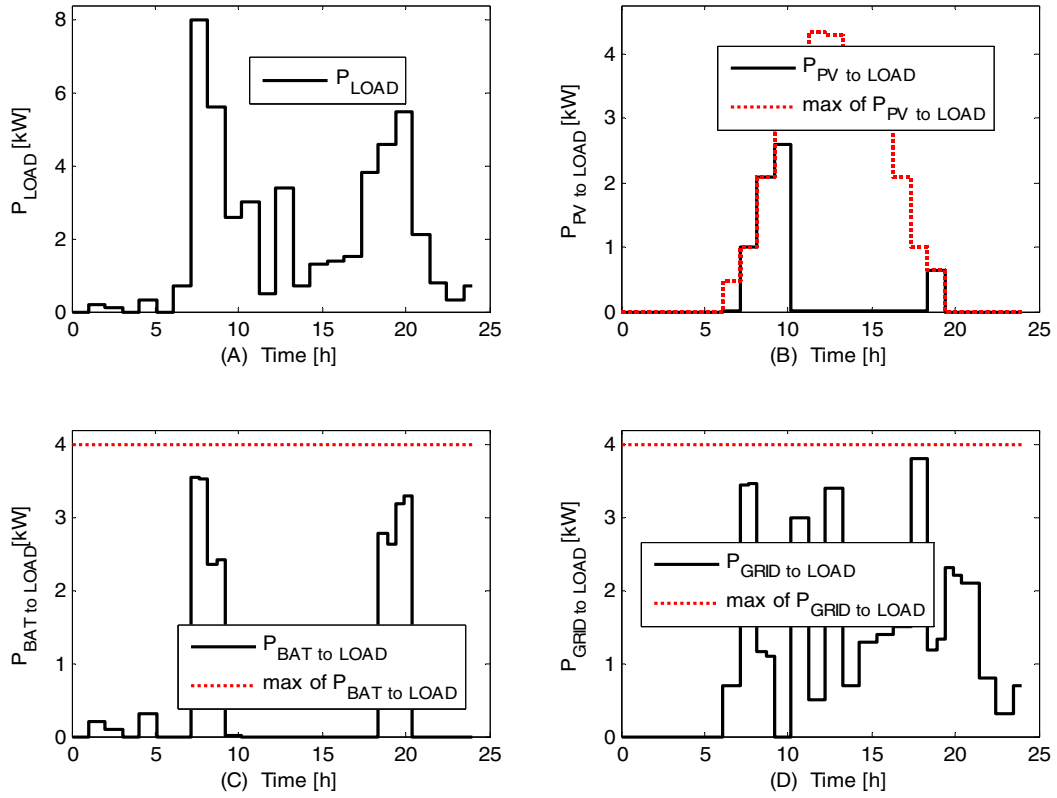 8
6
4
2
0
P_LOAD [kW]
P_LOAD
0 5 10 15 20 25
(A) Time [h]
4
3
2
1
0
P_PV to LOAD [kW]
P_PV to LOAD
max of P_PV to LOAD
0 5 10 15 20 25
(B) Time [h]
4
3
2
1
0
P_BAT to LOAD [kW]
P_BAT to LOAD
max of P_BAT to LOAD
0 5 10 15 20 25
(C) Time [h]
4
3
2
1
0
P_GRID to LOAD [kW]
P_GRID to LOAD
max of P_GRID to LOAD
0 5 10 15 20 25
(D) Time [h]